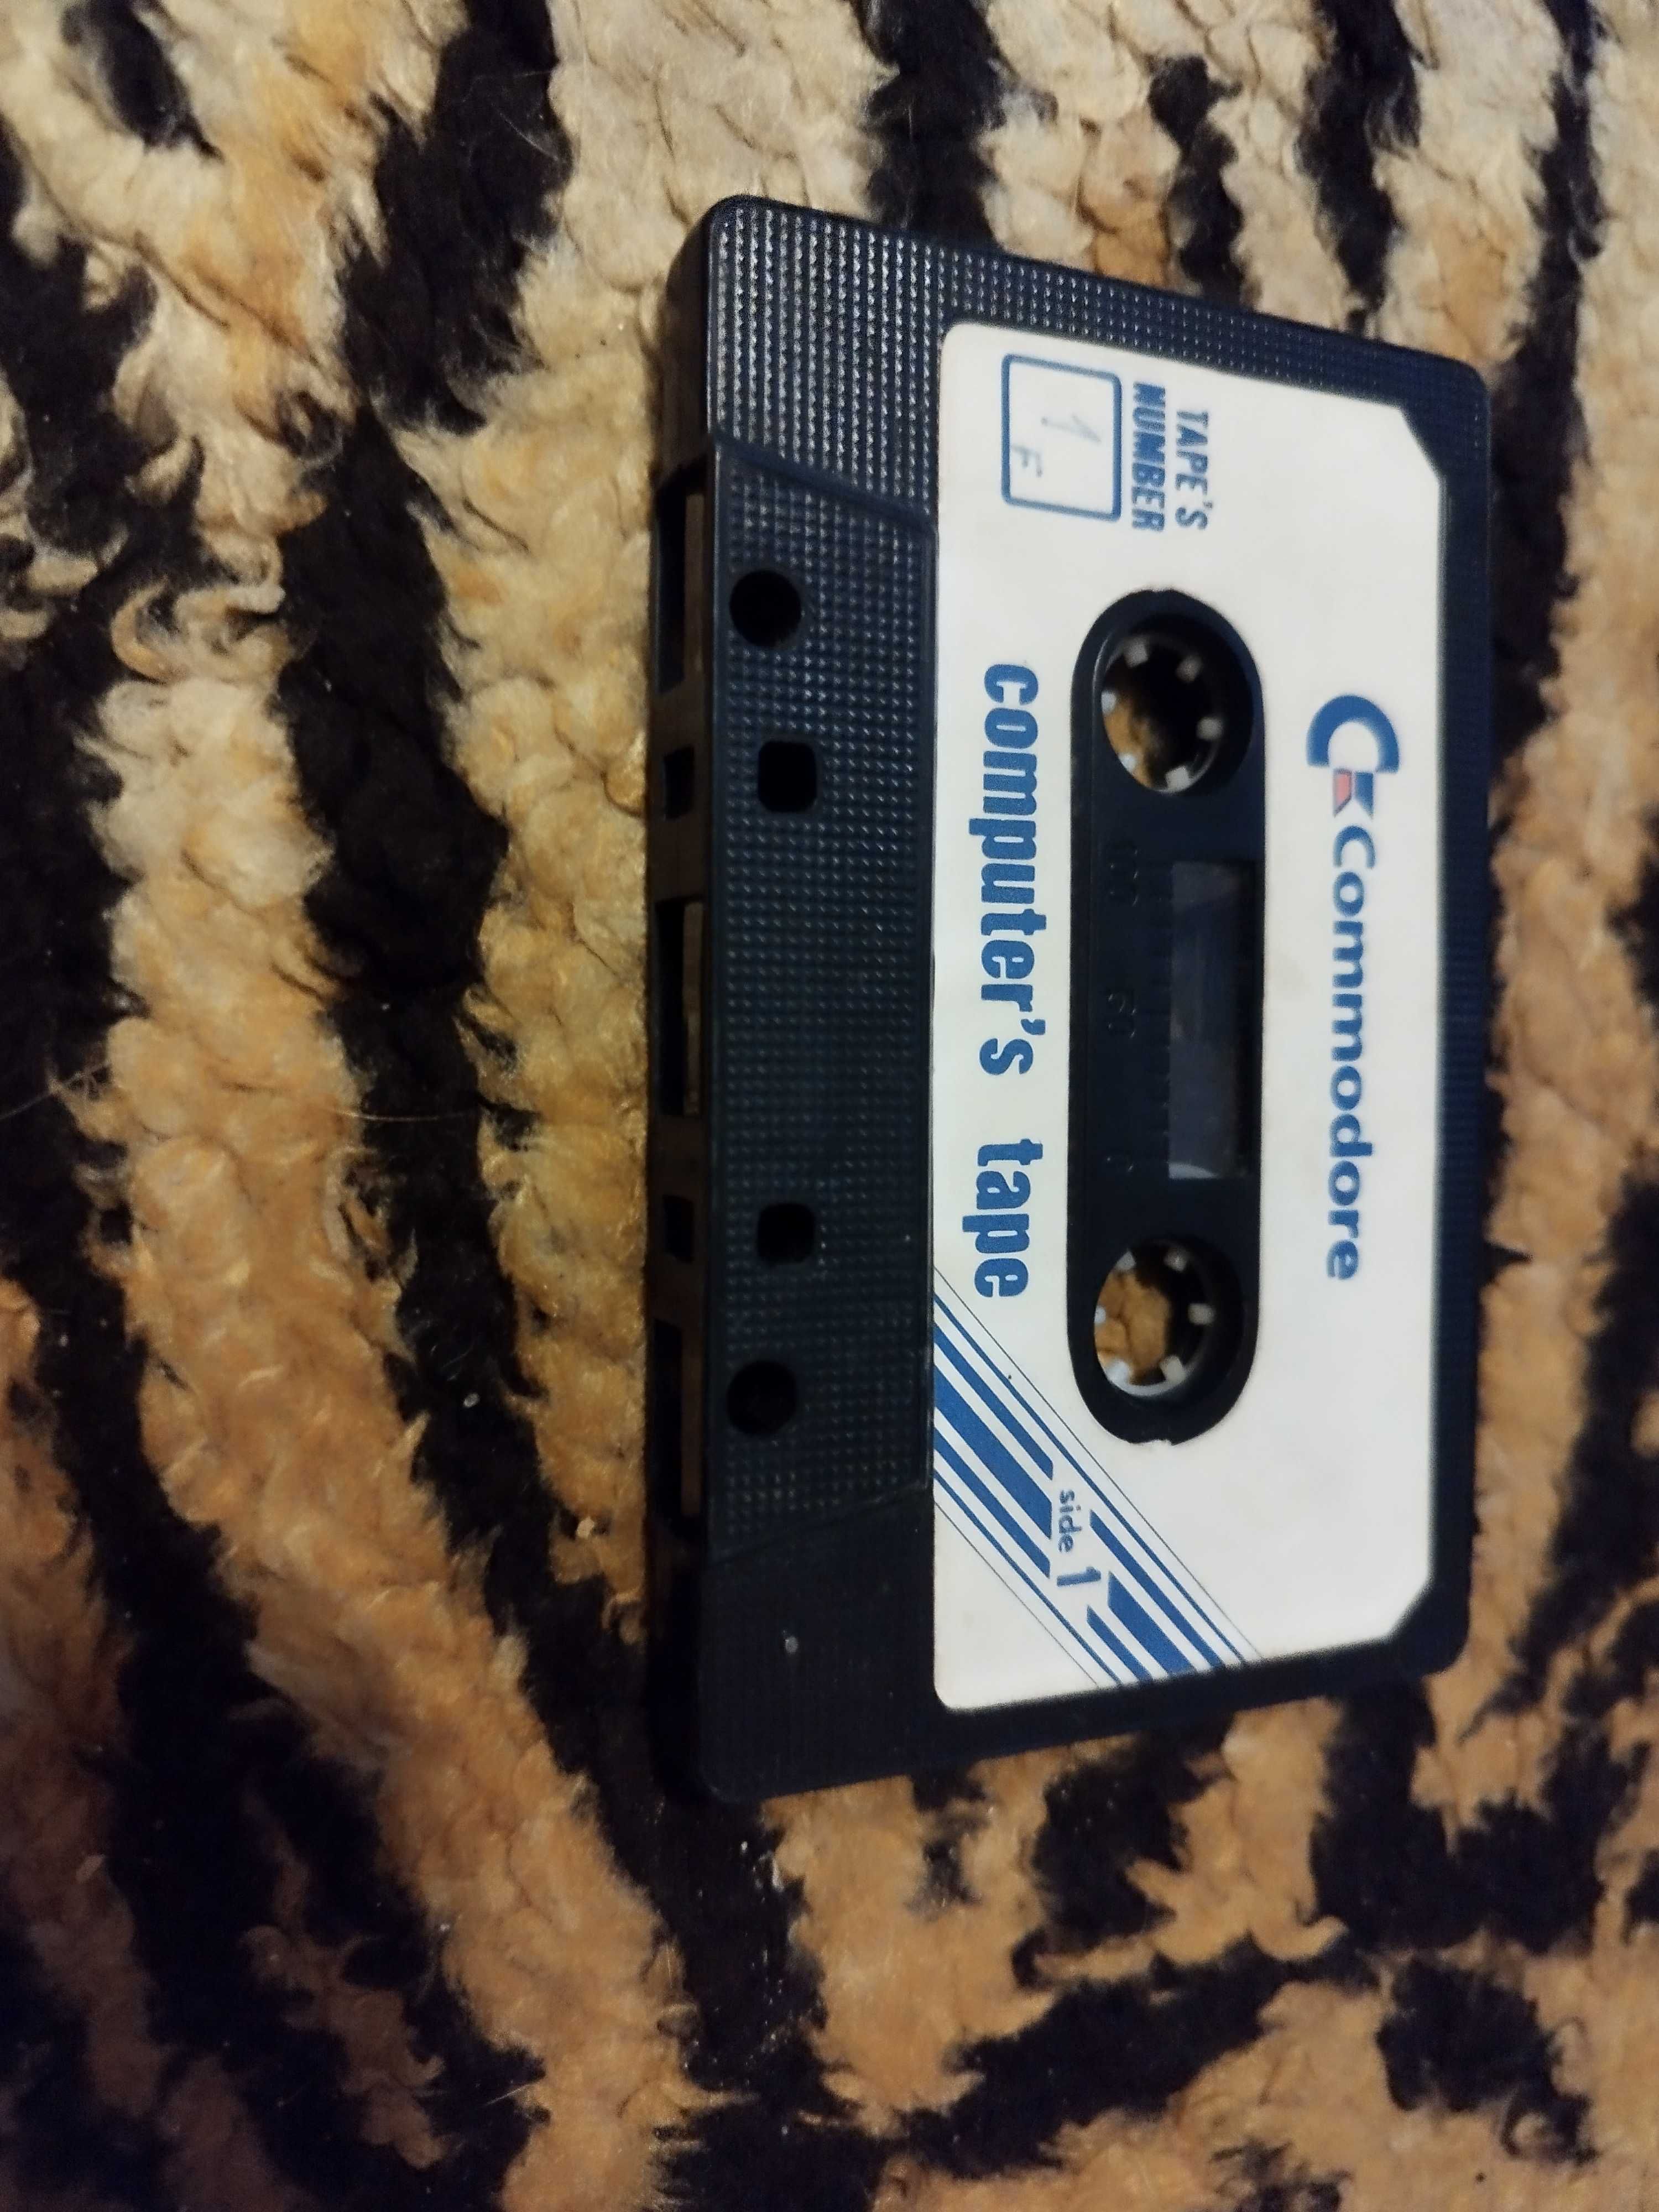 Commodore
TAPE'S
NUMBER
1
F
computer's tape
side 1